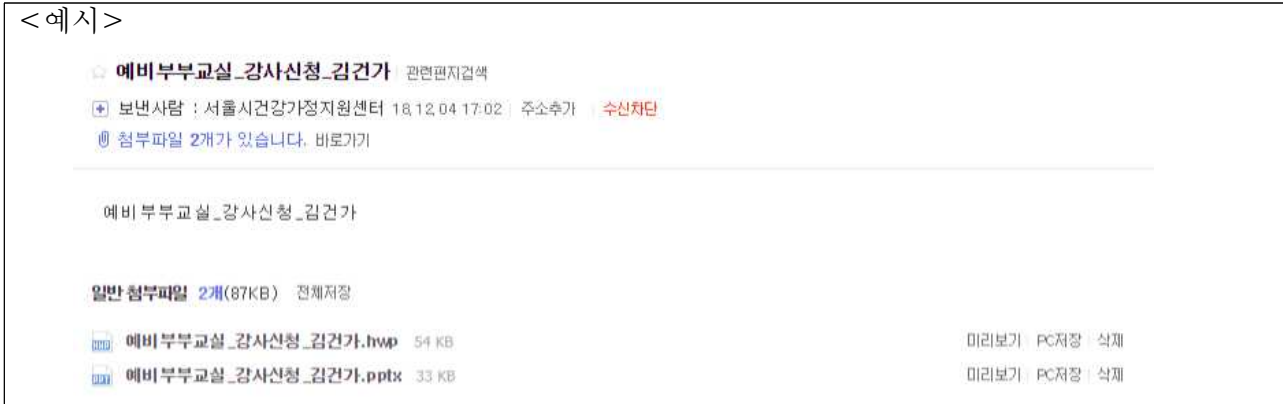 <예시>
예비부부교실_강사신청_김건가 관련편지검색
보낸사람 : 서울시건강가정지원센터 18.12.04 17:02 주소추가 수신차단
첨부파일 2개가 있습니다. 바로가기
예비부부교실_강사신청_김건가
일반 첨부파일 2개(87KB) 전체저장
예비부부교실_강사신청_김건가.hwp 54 KB 미리보기 PC저장 삭제
예비부부교실_강사신청_김건가.pptx 33 KB 미리보기 PC저장 삭제